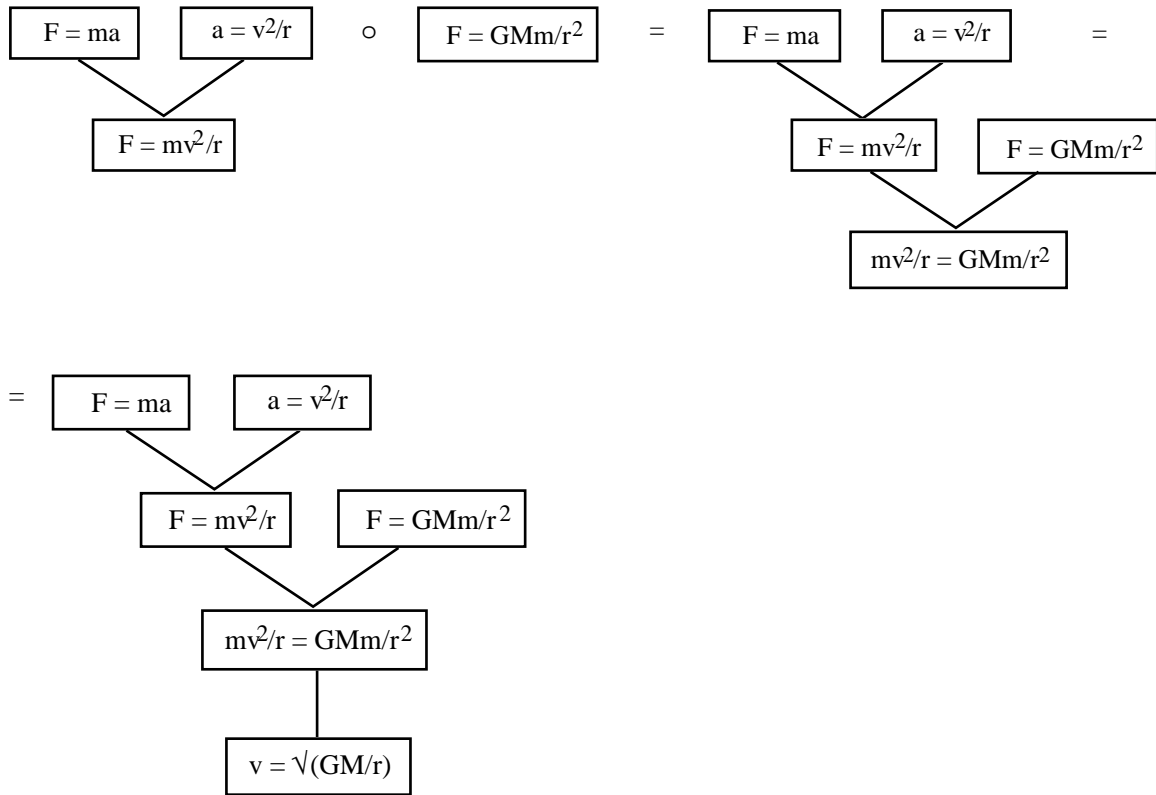 F = ma a = v²/r o F = GMm/r² = F = ma a = v²/r =
F = mv²/r F = mv²/r F = GMm/r²
mv²/r = GMm/r²
= F = ma a = v²/r
F = mv²/r F = GMm/r²
mv²/r = GMm/r²
v = √(GM/r)